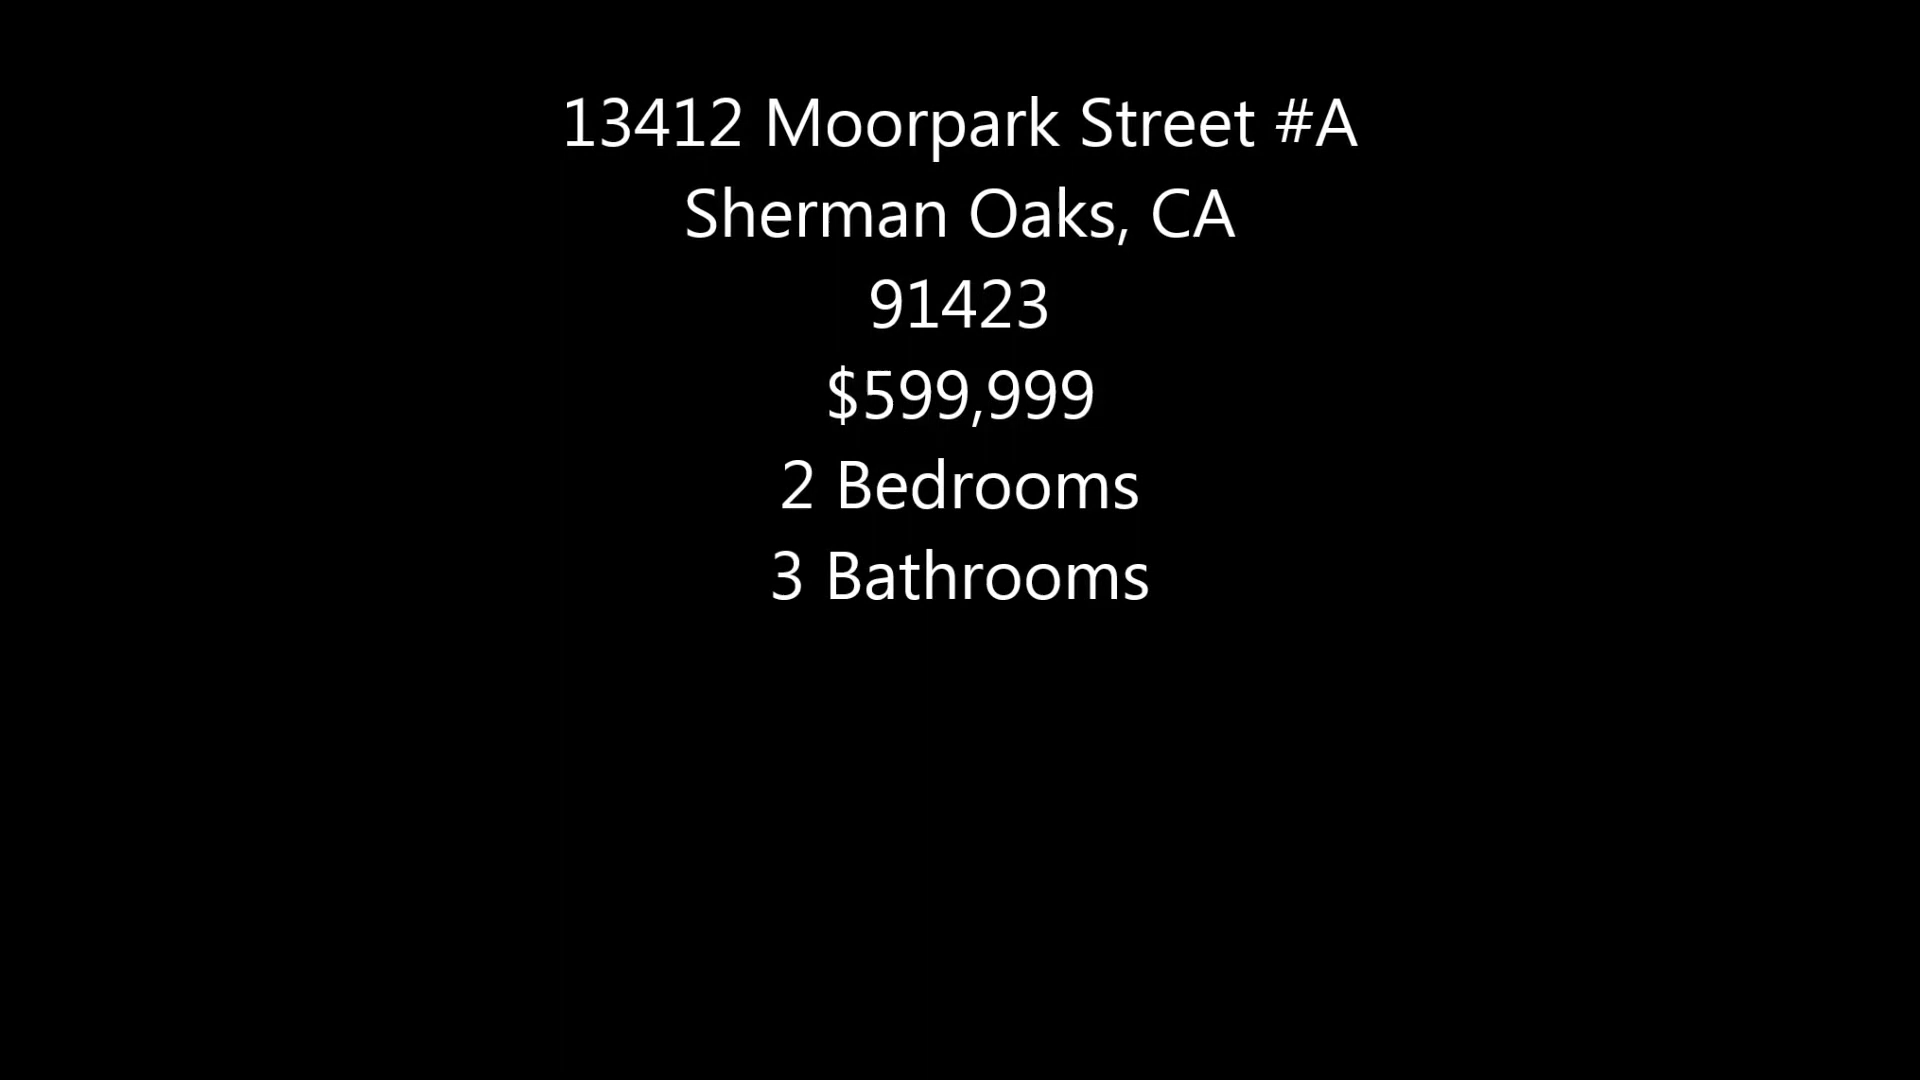 13412 Moorpark Street #A
Sherman Oaks, CA
91423
$599,999
2 Bedrooms
3 Bathrooms